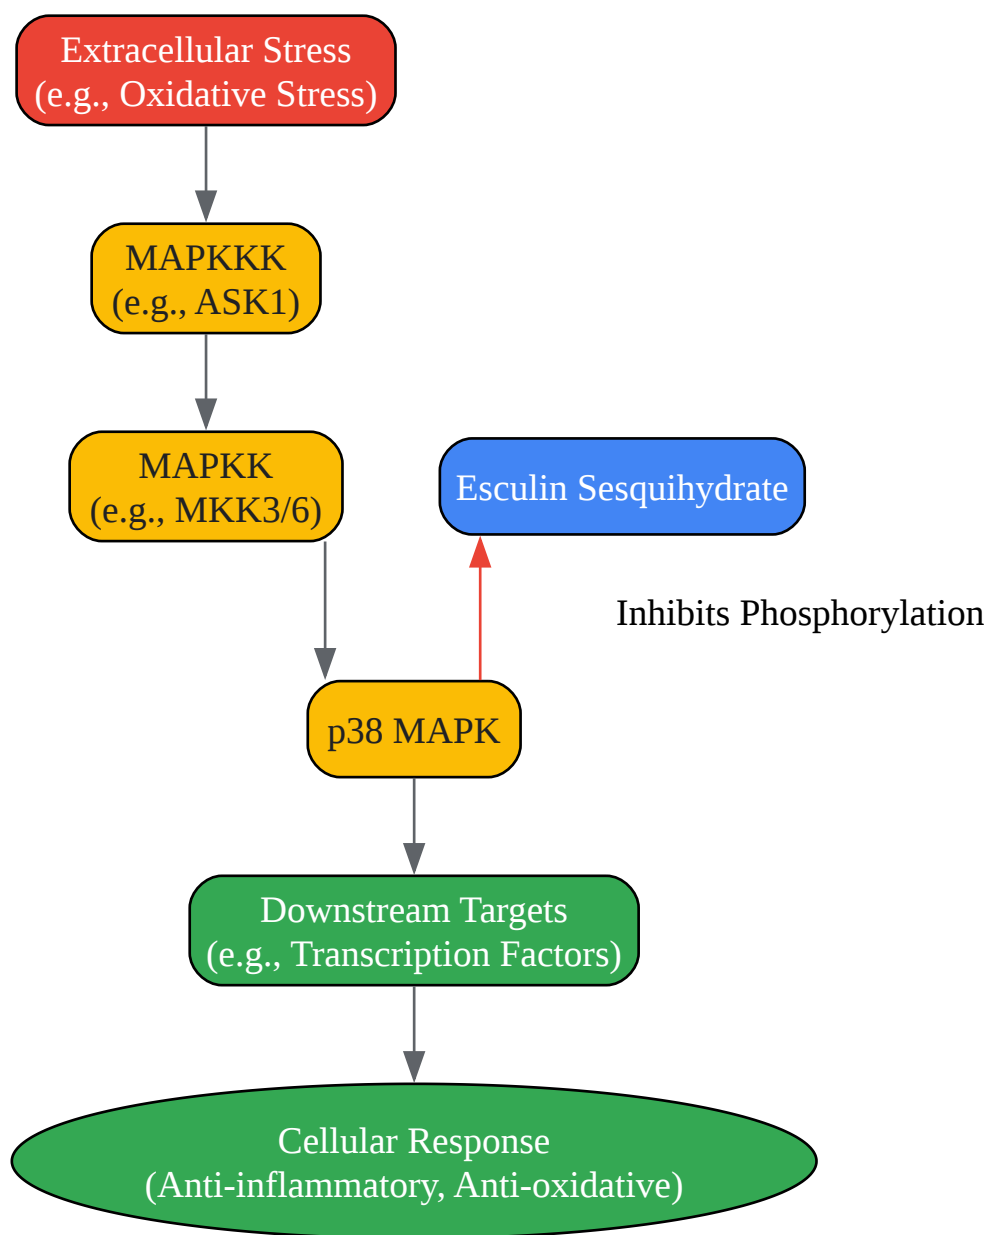 Extracellular Stress
(e.g., Oxidative Stress)
MAPKKK
(e.g., ASK1)
MAPKK
(e.g., MKK3/6)
Esculin Sesquihydrate
Inhibits Phosphorylation
p38 MAPK
Downstream Targets
(e.g., Transcription Factors)
Cellular Response
(Anti-inflammatory, Anti-oxidative)